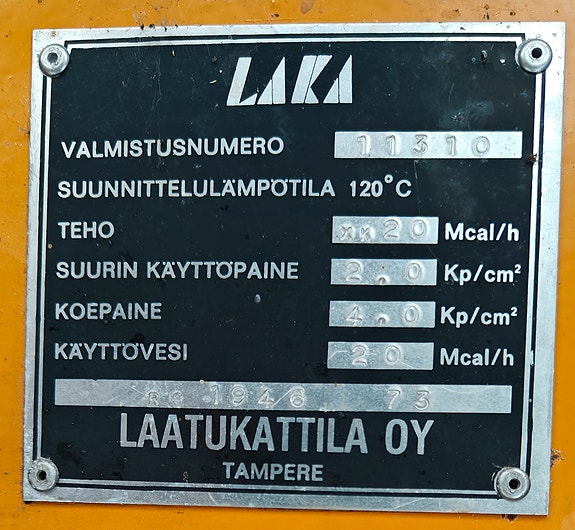 LAKA
VALMISTUSNUMERO 11310
SUUNNITTELULÄMPÖTILA 120°C
TEHO xx20 Mcal/h
SUURIN KÄYTTÖPAINE 2.0 Kp/cm²
KOEPAINE 4.0 Kp/cm²
KÄYTTÖVESI 20 Mcal/h
1946 73
LAATUKATTILA OY
TAMPERE